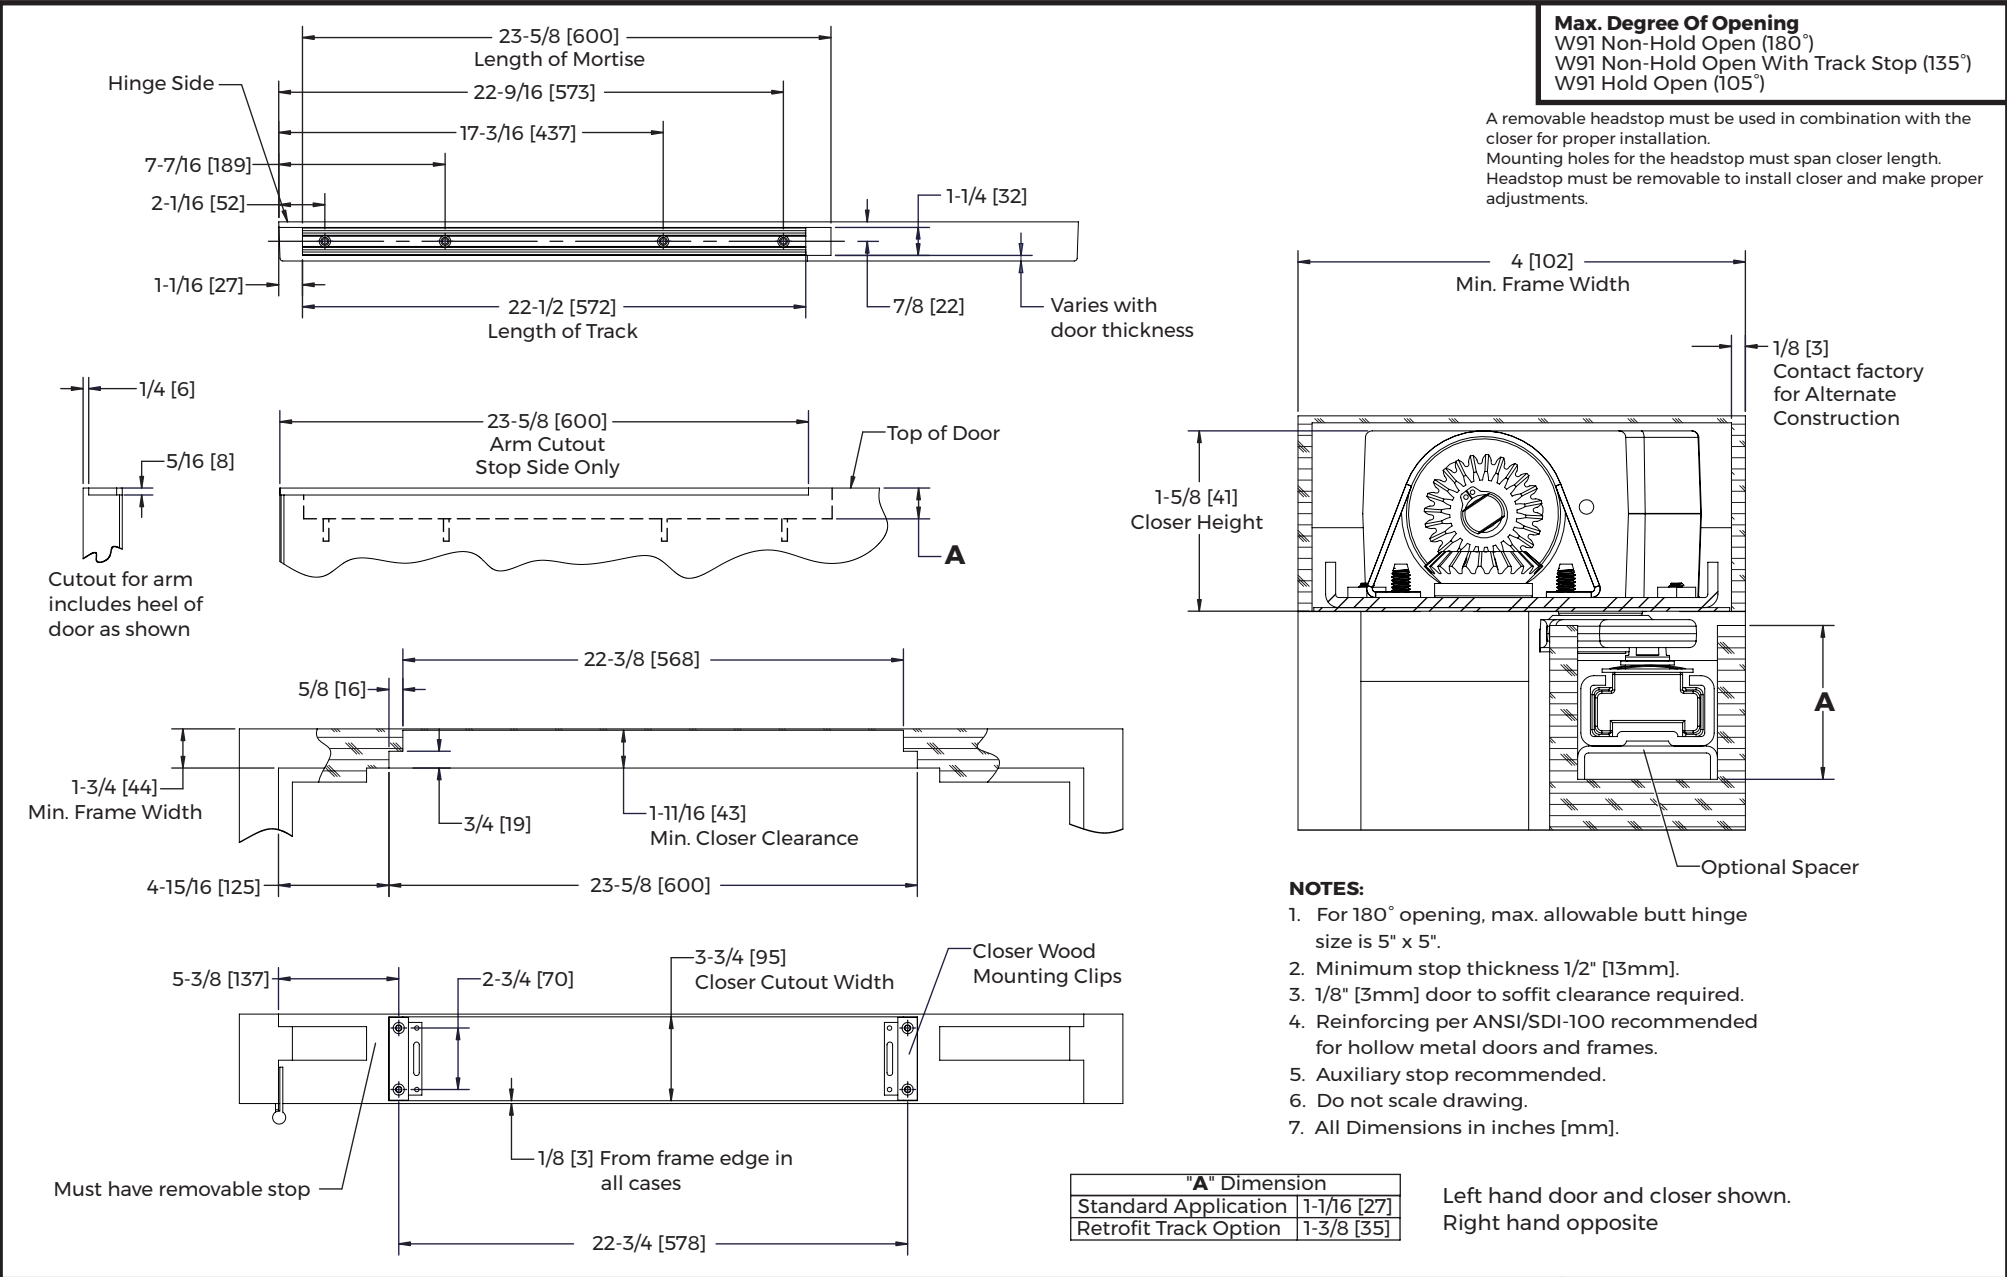 Max. Degree Of Opening
W91 Non-Hold Open (180°)
W91 Non-Hold Open With Track Stop (135°)
W91 Hold Open (105°)
A removable headstop must be used in combination with the
closer for proper installation.
Mounting holes for the headstop must span closer length.
Headstop must be removable to install closer and make proper
adjustments.
23-5/8 [600]
Length of Mortise
Hinge Side
22-9/16 [573]
17-3/16 [437]
7-7/16 [189]
2-1/16 [52]
1-1/4 [32]
1-1/16 [27]
22-1/2 [572]
Length of Track
7/8 [22]
Varies with
door thickness
1/4 [6]
5/16 [8]
Cutout for arm
includes heel of
door as shown
23-5/8 [600]
Arm Cutout
Stop Side Only
Top of Door
A
4 [102]
Min. Frame Width
1/8 [3]
Contact factory
for Alternate
Construction
1-5/8 [41]
Closer Height
A
Optional Spacer
22-3/8 [568]
5/8 [16]
1-3/4 [44]
Min. Frame Width
3/4 [19]
1-11/16 [43]
Min. Closer Clearance
4-15/16 [125]
23-5/8 [600]
5-3/8 [137]
2-3/4 [70]
3-3/4 [95]
Closer Cutout Width
Closer Wood
Mounting Clips
1/8 [3] From frame edge in
all cases
Must have removable stop
22-3/4 [578]
NOTES:
1. For 180° opening, max. allowable butt hinge
size is 5" x 5".
2. Minimum stop thickness 1/2" [13mm].
3. 1/8" [3mm] door to soffit clearance required.
4. Reinforcing per ANSI/SDI-100 recommended
for hollow metal doors and frames.
5. Auxiliary stop recommended.
6. Do not scale drawing.
7. All Dimensions in inches [mm].
"A" Dimension
Standard Application 1-1/16 [27]
Retrofit Track Option 1-3/8 [35]
Left hand door and closer shown.
Right hand opposite